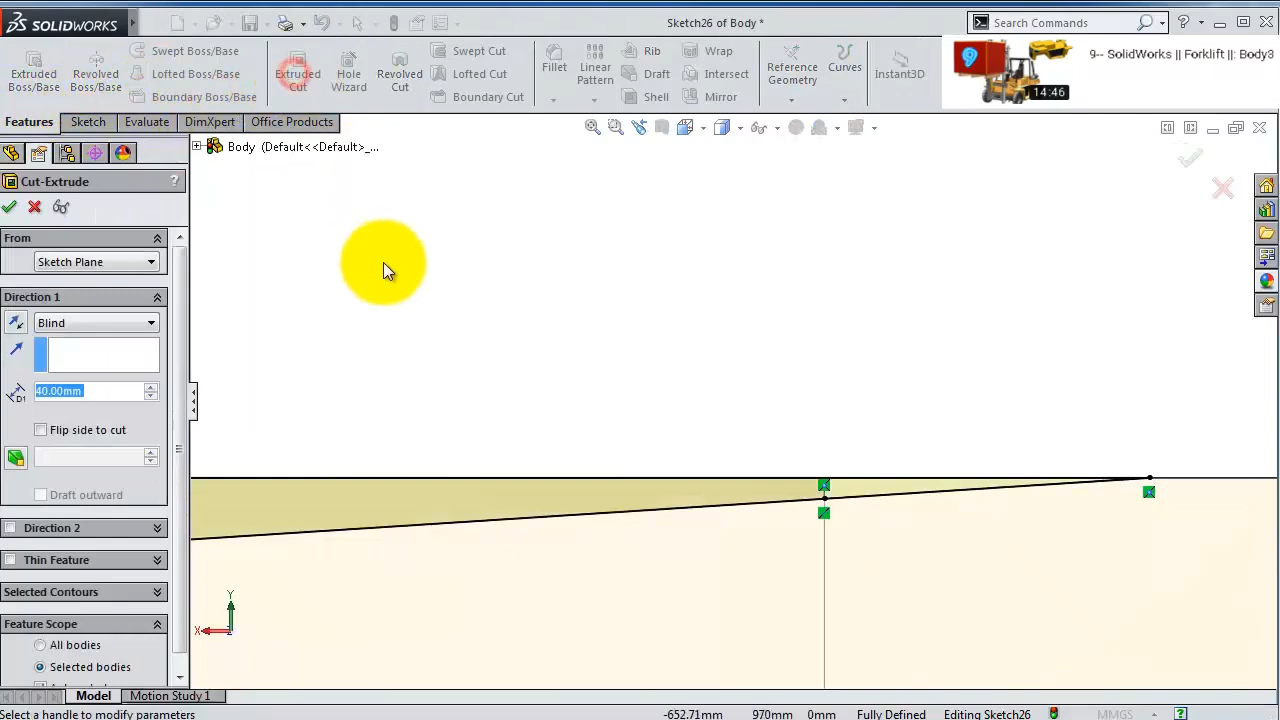 SOLIDWORKS
Sketch26 of Body *
Search Commands
?
Extruded Boss/Base
Revolved Boss/Base
Swept Boss/Base
Lofted Boss/Base
Boundary Boss/Base
Extruded Cut
Hole Wizard
Revolved Cut
Swept Cut
Lofted Cut
Boundary Cut
Fillet
Linear Pattern
Rib
Draft
Shell
Wrap
Intersect
Mirror
Reference Geometry
Curves
Instant3D
9
14:46
9-- SolidWorks || Forklift ||: Body3
Features
Sketch
Evaluate
DimXpert
Office Products
Body (Default<<Default>_...
Cut-Extrude
?
From
Sketch Plane
Direction 1
Blind
D1
40.00mm
Flip side to cut
Draft outward
Direction 2
Thin Feature
Selected Contours
Feature Scope
All bodies
Selected bodies
Y
X
Model
Motion Study 1
Select a handle to modify parameters
-652.71mm
970mm
0mm
Fully Defined
Editing Sketch26
MMGS
?